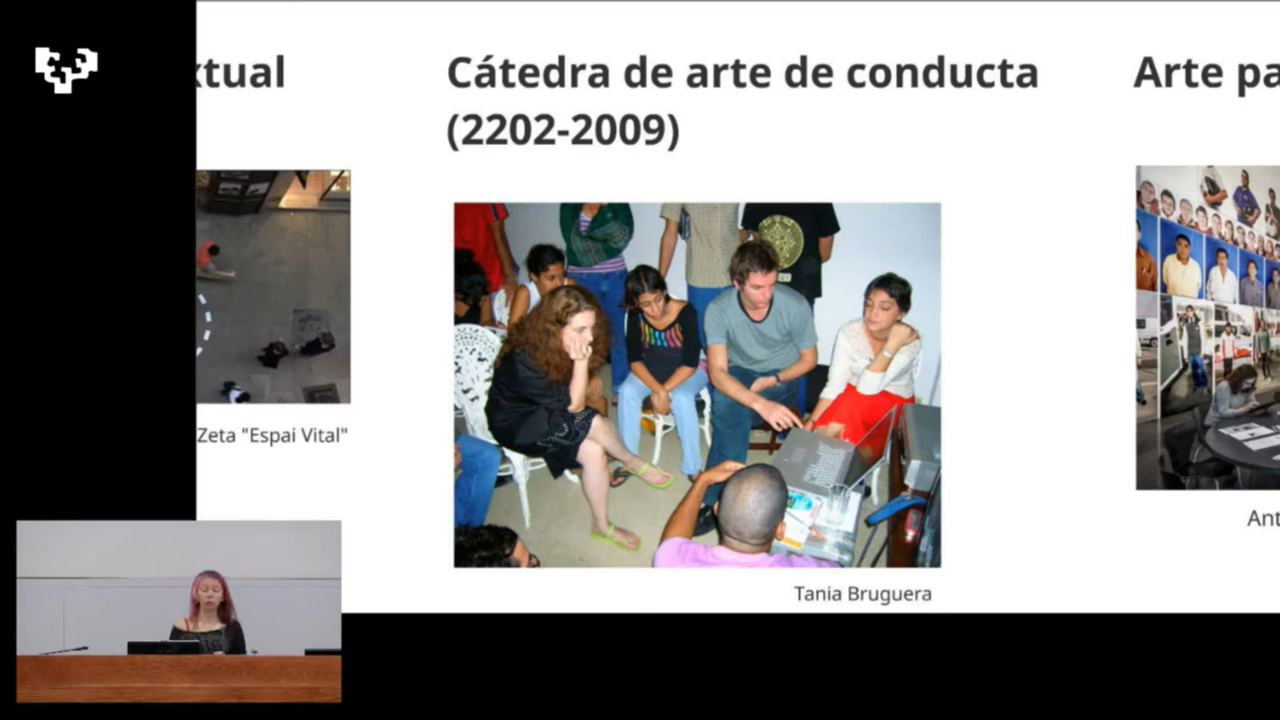 xtual
Zeta "Espai Vital"
Cátedra de arte de conducta
(2202-2009)
Tania Bruguera
Arte pa
Ant